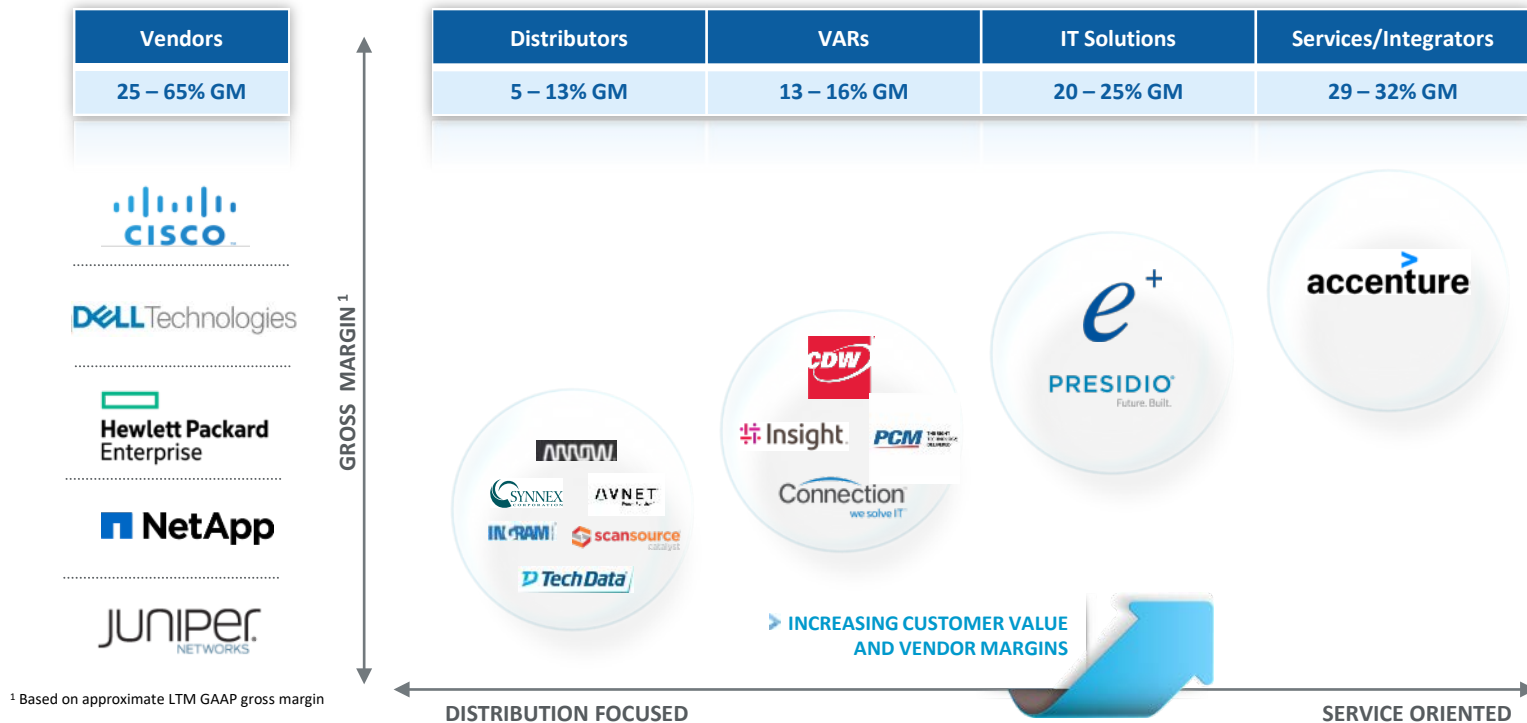 Vendors
25 – 65% GM
Distributors
VARs
IT Solutions
Services/Integrators
5 – 13% GM
13 – 16% GM
20 – 25% GM
29 – 32% GM
GROSS MARGIN ¹
CISCO
DELL Technologies
Hewlett Packard
Enterprise
NetApp
JUNIPER
NETWORKS
ARROW
SYNNEX
CORPORATION
AVNET
INGRAM
scansource
catalyst
Tech Data
CDW
Insight
PCM
Connection
we solve IT
e+
PRESIDIO
Future. Built.
>
accenture
> INCREASING CUSTOMER VALUE
AND VENDOR MARGINS
¹ Based on approximate LTM GAAP gross margin
DISTRIBUTION FOCUSED
SERVICE ORIENTED